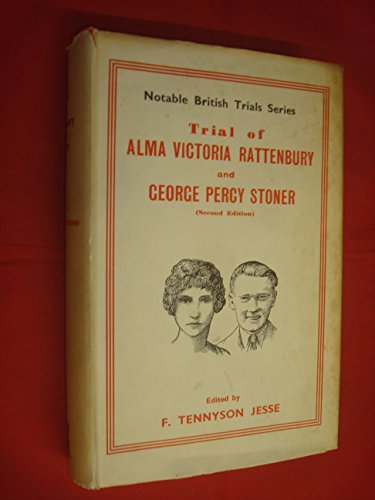 Notable British Trials Series
Trial of
ALMA VICTORIA RATTENBURY
and
GEORGE PERCY STONER
(Second Edition)
Edited by
F. TENNYSON JESSE